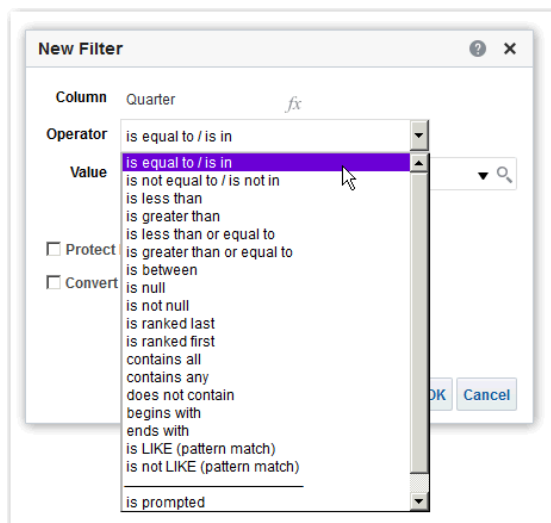 New Filter
Column Quarter fx
Operator is equal to / is in
Value
is equal to / is in
is not equal to / is not in
is less than
is greater than
is less than or equal to
is greater than or equal to
is between
is null
is not null
is ranked last
is ranked first
contains all
contains any
does not contain
begins with
ends with
is LIKE (pattern match)
is not LIKE (pattern match)
is prompted
Protect
Convert
Cancel